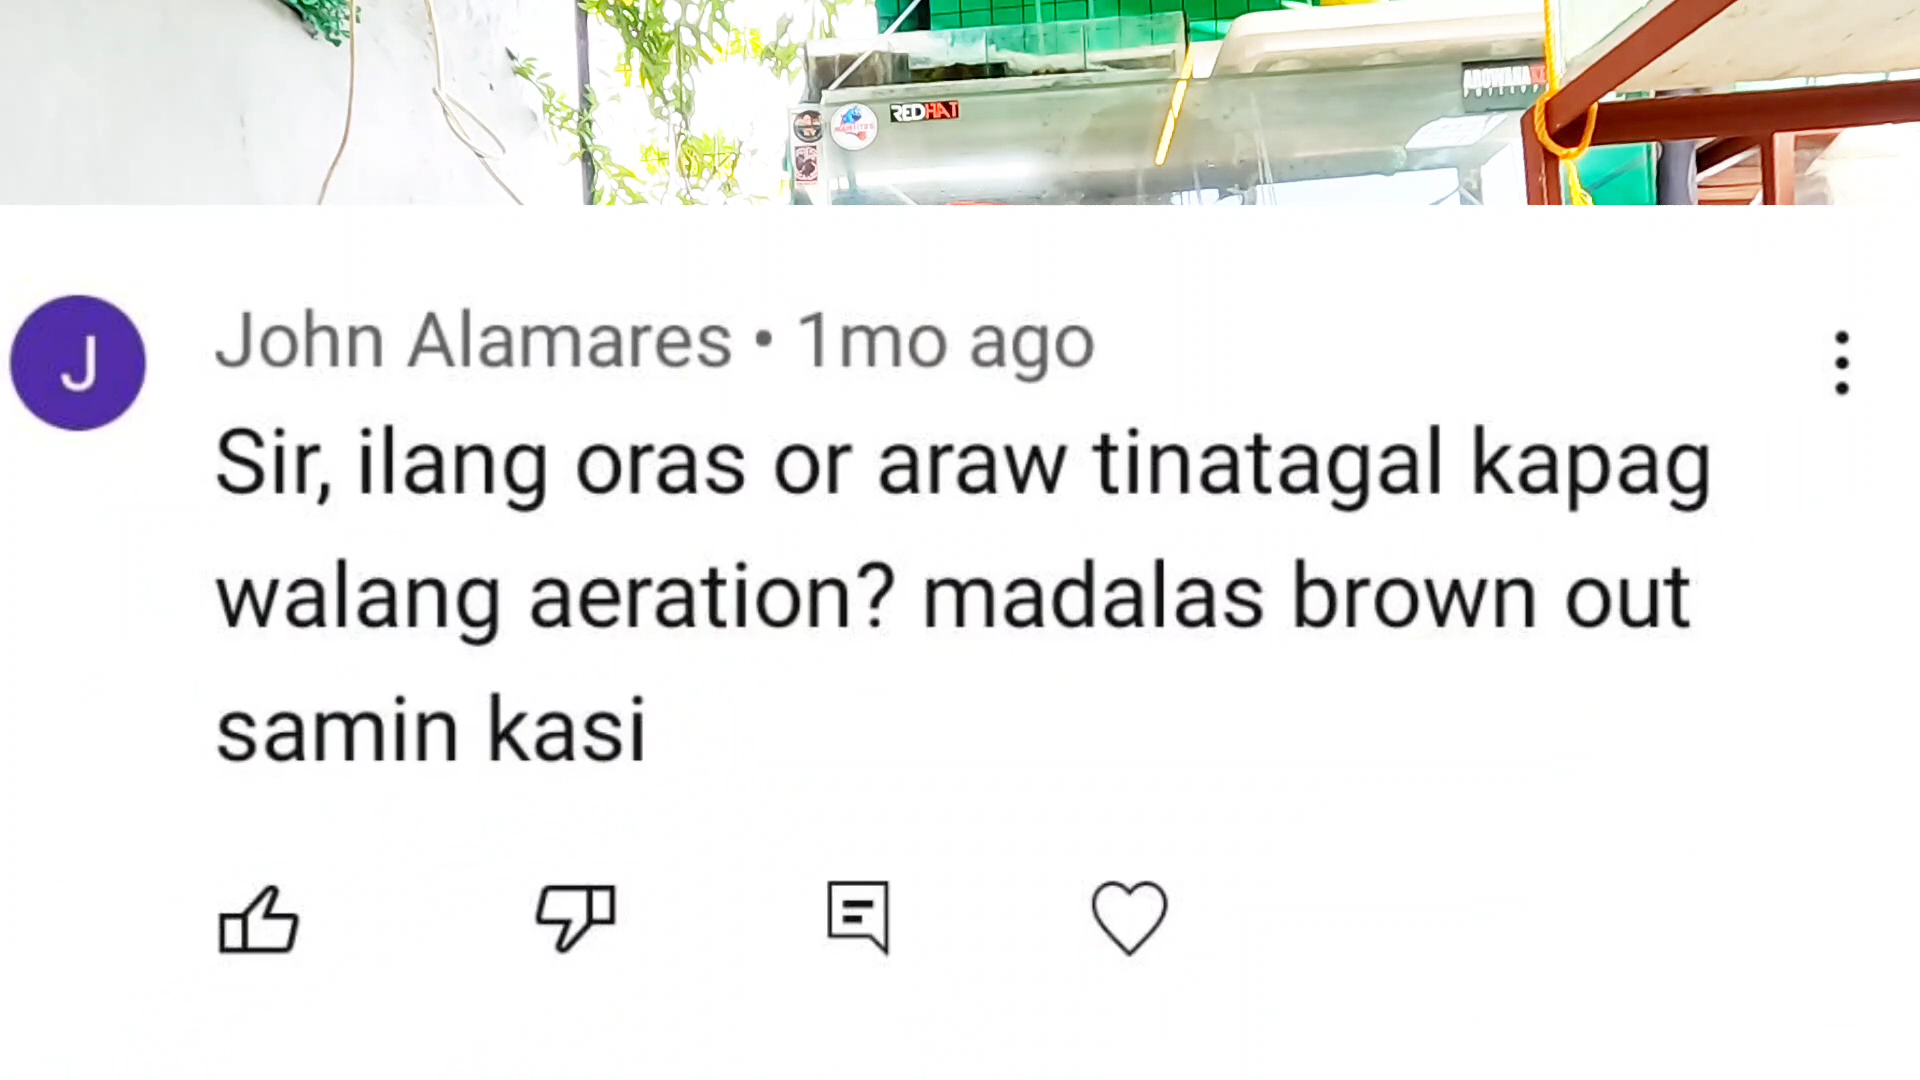 REDHAT
John Alamares • 1mo ago
Sir, ilang oras or araw tinatagal kapag
walang aeration? madalas brown out
samin kasi